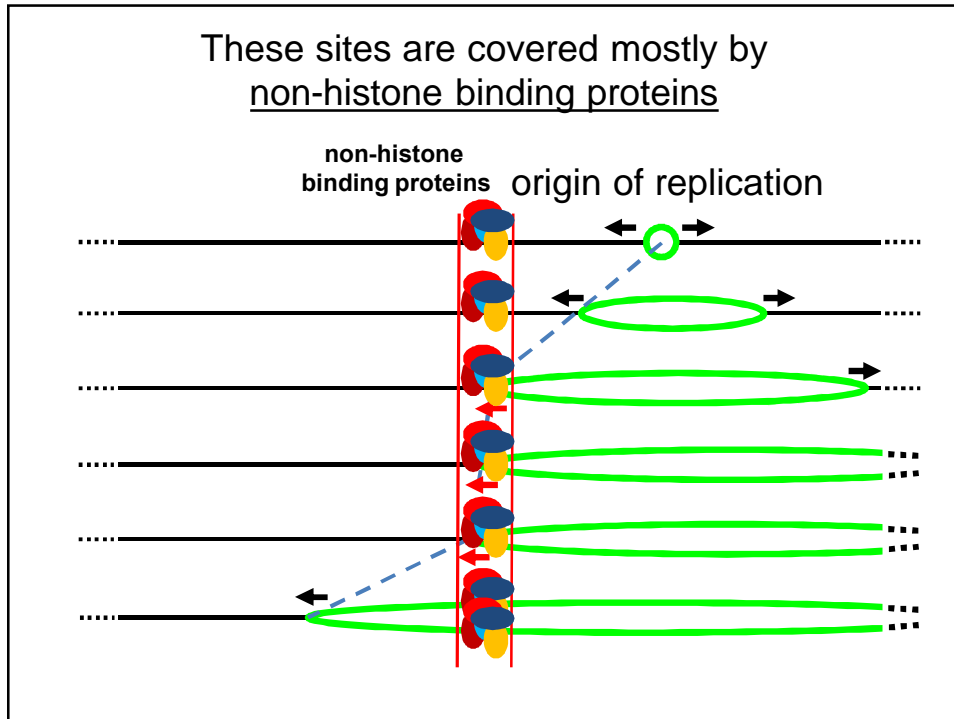 These sites are covered mostly by
non-histone binding proteins
non-histone
binding proteins
origin of replication